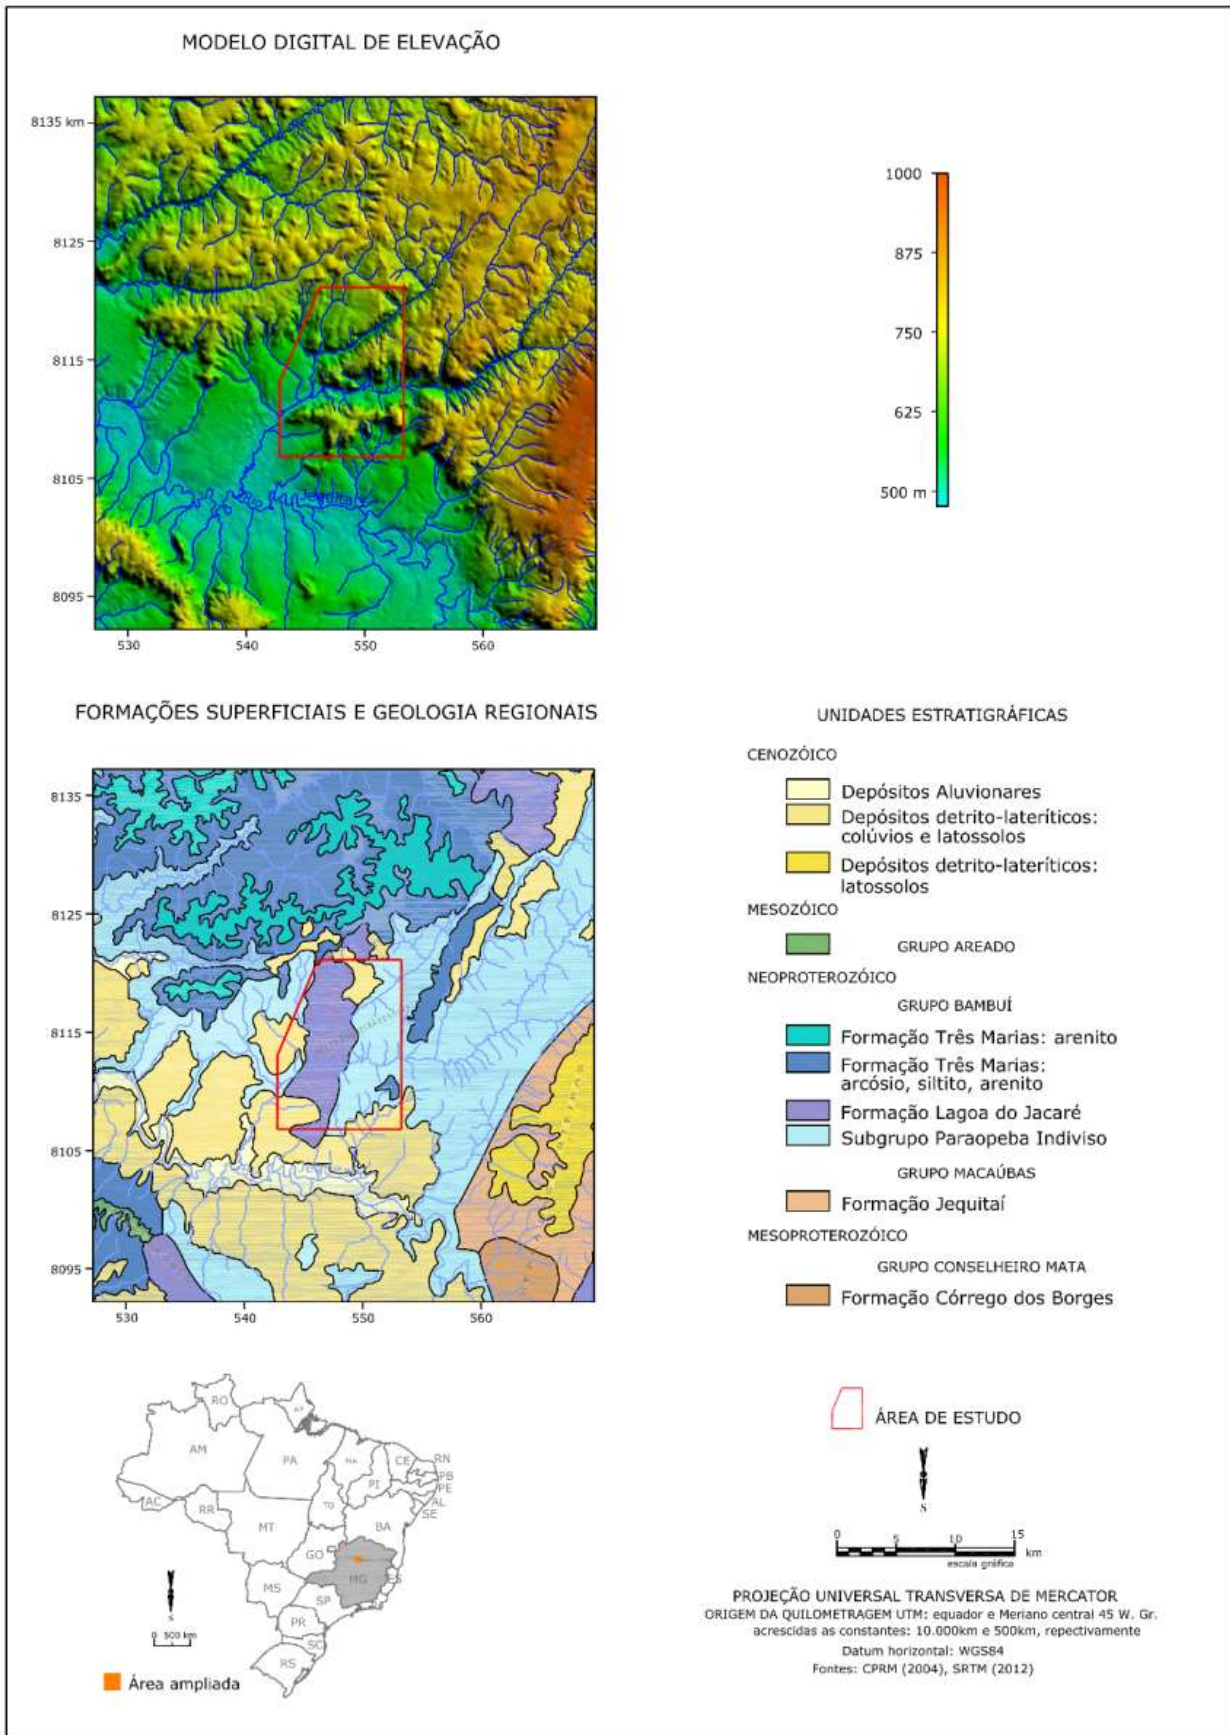 MODELO DIGITAL DE ELEVAÇÃO
8135 km
8125
8115
8105
8095
530
540
550
560
Rio Jequitaí
1000
875
750
625
500 m
FORMAÇÕES SUPERFICIAIS E GEOLOGIA REGIONAIS
8135
8125
8115
8105
8095
530
540
550
560
UNIDADES ESTRATIGRÁFICAS
CENOZÓICO
Depósitos Aluvionares
Depósitos detrito-lateríticos:
colúvios e latossolos
Depósitos detrito-lateríticos:
latossolos
MESOZÓICO
GRUPO AREADO
NEOPROTEROZÓICO
GRUPO BAMBUÍ
Formação Três Marias: arenito
Formação Três Marias:
arcósio, siltito, arenito
Formação Lagoa do Jacaré
Subgrupo Paraopeba Indiviso
GRUPO MACAÚBAS
Formação Jequitaí
MESOPROTEROZÓICO
GRUPO CONSELHEIRO MATA
Formação Córrego dos Borges
RO
AP
AM
PA
MA
CE
RN
PB
PE
AL
SE
PI
AC
RR
TO
BA
MT
GO
MG
ES
MS
SP
PR
SC
RS
S
0 500 km
Área ampliada
ÁREA DE ESTUDO
S
0 5 10 15
km
escala gráfica
PROJEÇÃO UNIVERSAL TRANSVERSA DE MERCATOR
ORIGEM DA QUILOMETRAGEM UTM: equador e Meriano central 45 W. Gr.
acrescidas as constantes: 10.000km e 500km, repectivamente
Datum horizontal: WGS84
Fontes: CPRM (2004), SRTM (2012)